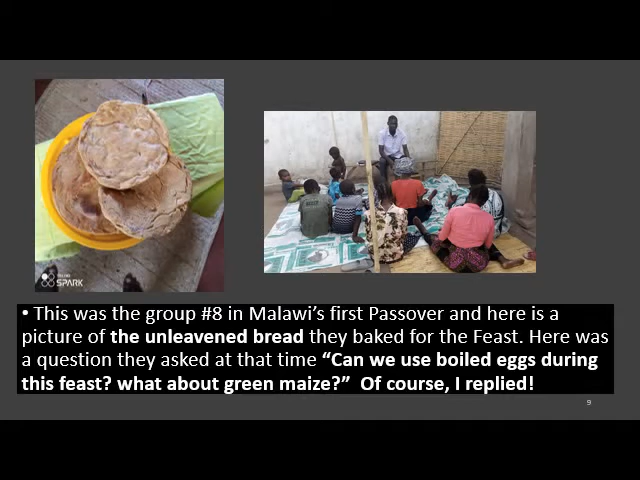 SPARK
• This was the group #8 in Malawi’s first Passover and here is a
picture of the unleavened bread they baked for the Feast. Here was
a question they asked at that time “Can we use boiled eggs during
this feast? what about green maize?”  Of course, I replied!
9